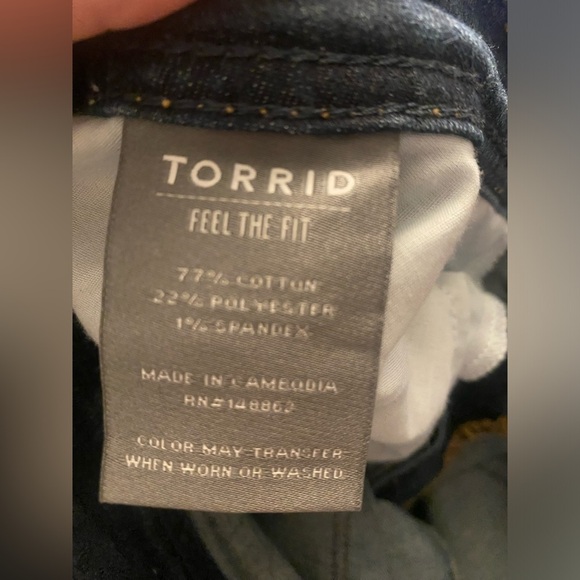 TORRID
FEEL THE FIT
77% COTTON
22% POLYESTER
1% SPANDEX
MADE IN CAMBODIA
RN#148862
COLOR MAY TRANSFER
WHEN WORN OR WASHED